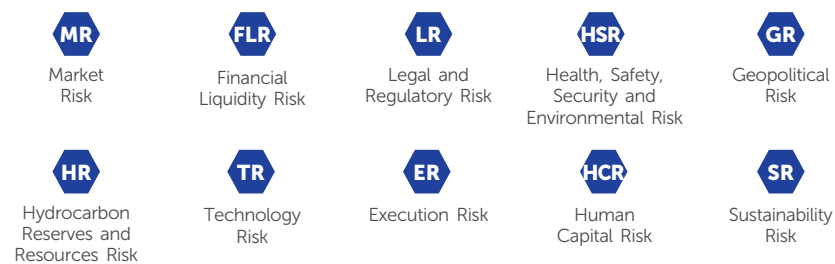 MR
Market
Risk
FLR
Financial
Liquidity Risk
LR
Legal and
Regulatory Risk
HSR
Health, Safety,
Security and
Environmental Risk
GR
Geopolitical
Risk
HR
Hydrocarbon
Reserves and
Resources Risk
TR
Technology
Risk
ER
Execution Risk
HCR
Human
Capital Risk
SR
Sustainability
Risk